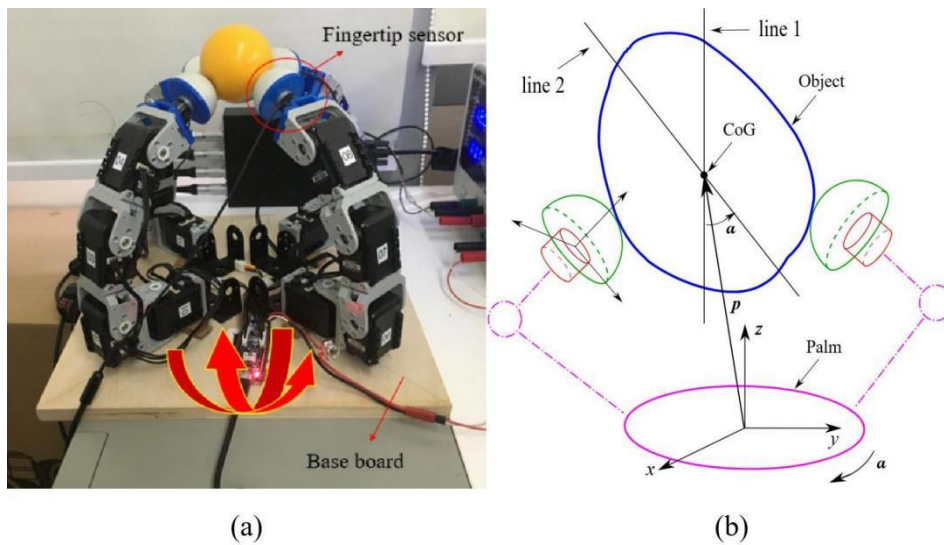 Fingertip sensor
Base board
(a)
line 1
line 2
Object
CoG
a
p
z
Palm
y
x
a
(b)